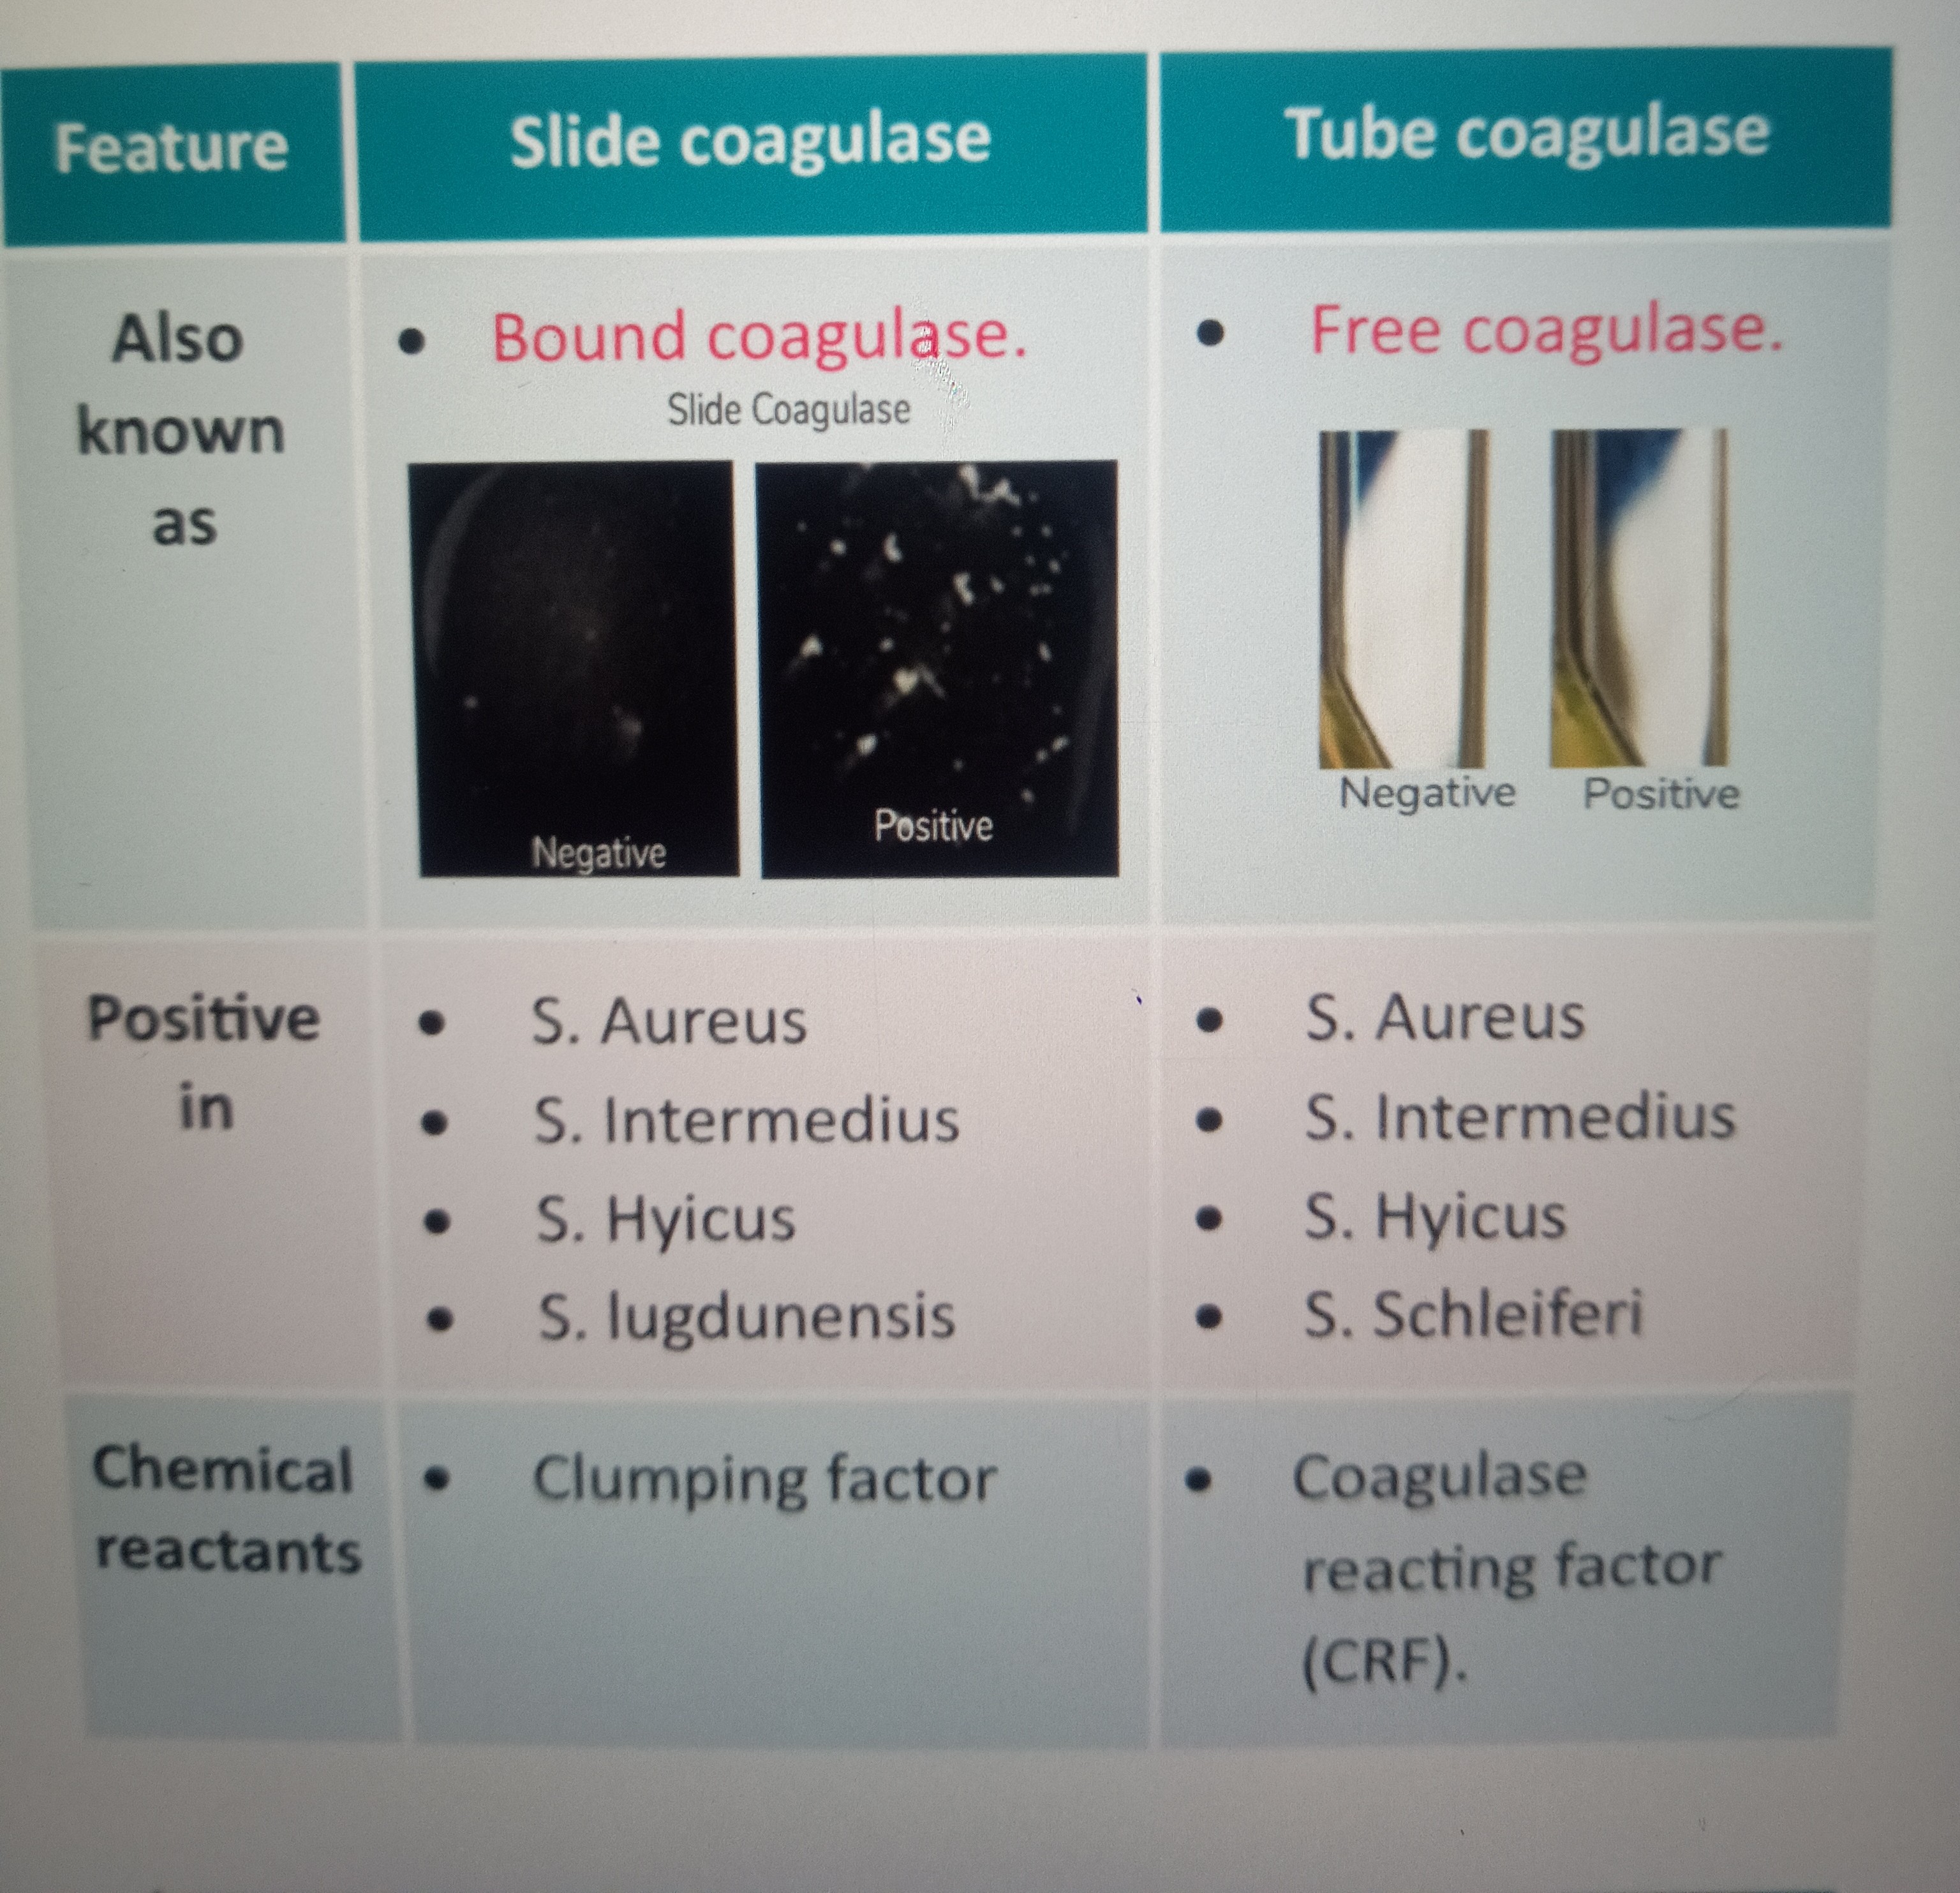 Feature
Slide coagulase
Tube coagulase
Also
known
as
• Bound coagulase.
Slide Coagulase
Negative
Positive
• Free coagulase.
Negative
Positive
Positive
in
• S. Aureus
• S. Intermedius
• S. Hyicus
• S. lugdunensis
• S. Aureus
• S. Intermedius
• S. Hyicus
• S. Schleiferi
Chemical
reactants
• Clumping factor
• Coagulase
reacting factor
(CRF).